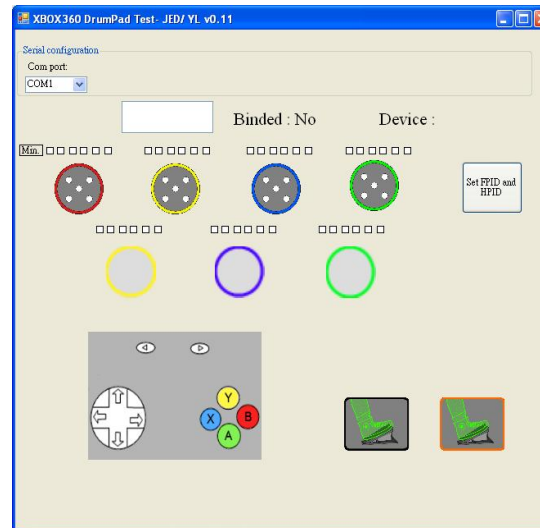 XBOX360 DrumPad Test- JED/ YL v0.11
Serial configuration
Com port:
COM1
Binded : No
Device :
Min.
Set FPID and
HPID
Y
X
B
A